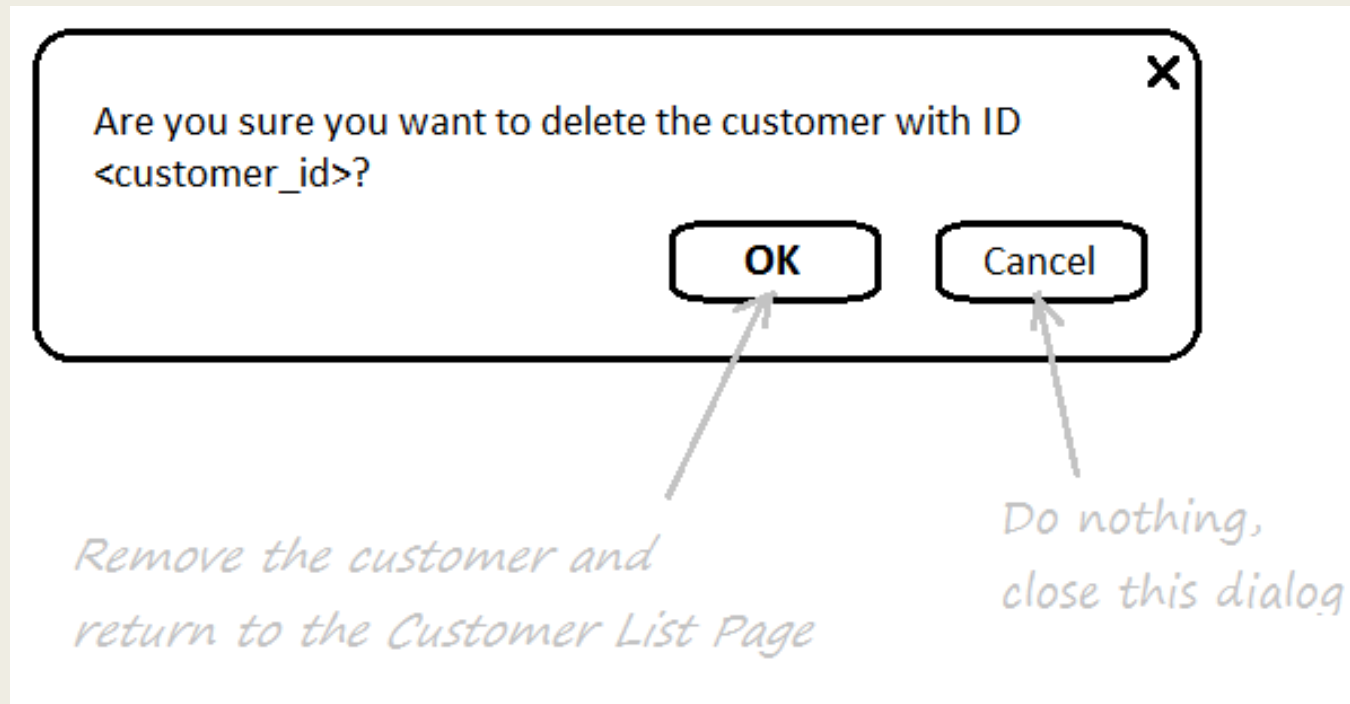 Are you sure you want to delete the customer with ID
<customer_id>?
OK
Cancel
Remove the customer and
return to the Customer List Page
Do nothing,
close this dialog